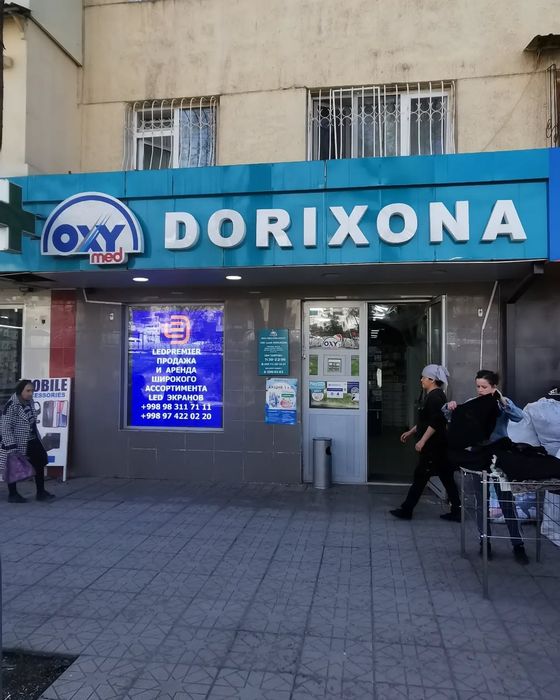 OXY
med
DORIXONA
LEDPREMIER
ПРОДАЖА
И АРЕНДА
ШИРОКОГО
АССОРТИМЕНТА
LED ЭКРАНОВ
+998 98 311 71 11
+998 97 422 02 20
OXY
MOBILE
ACCESSORIES